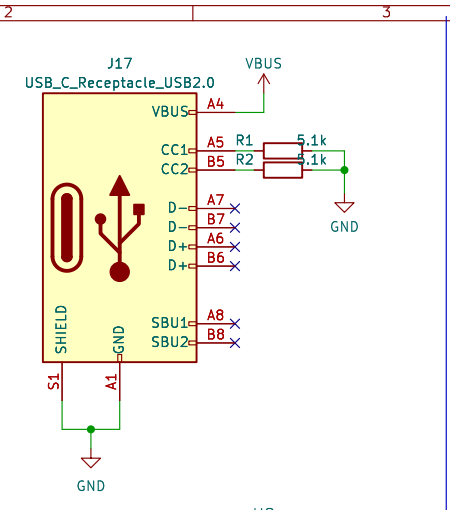 2 3
J17
USB_C_Receptacle_USB2.0
VBUS
VBUS A4
CC1 A5 R1 5.1k
CC2 B5 R2 5.1k
D- A7
D- B7
D+ A6
D+ B6
GND
SBU1 A8
SBU2 B8
SHIELD GND
S1 A1
GND